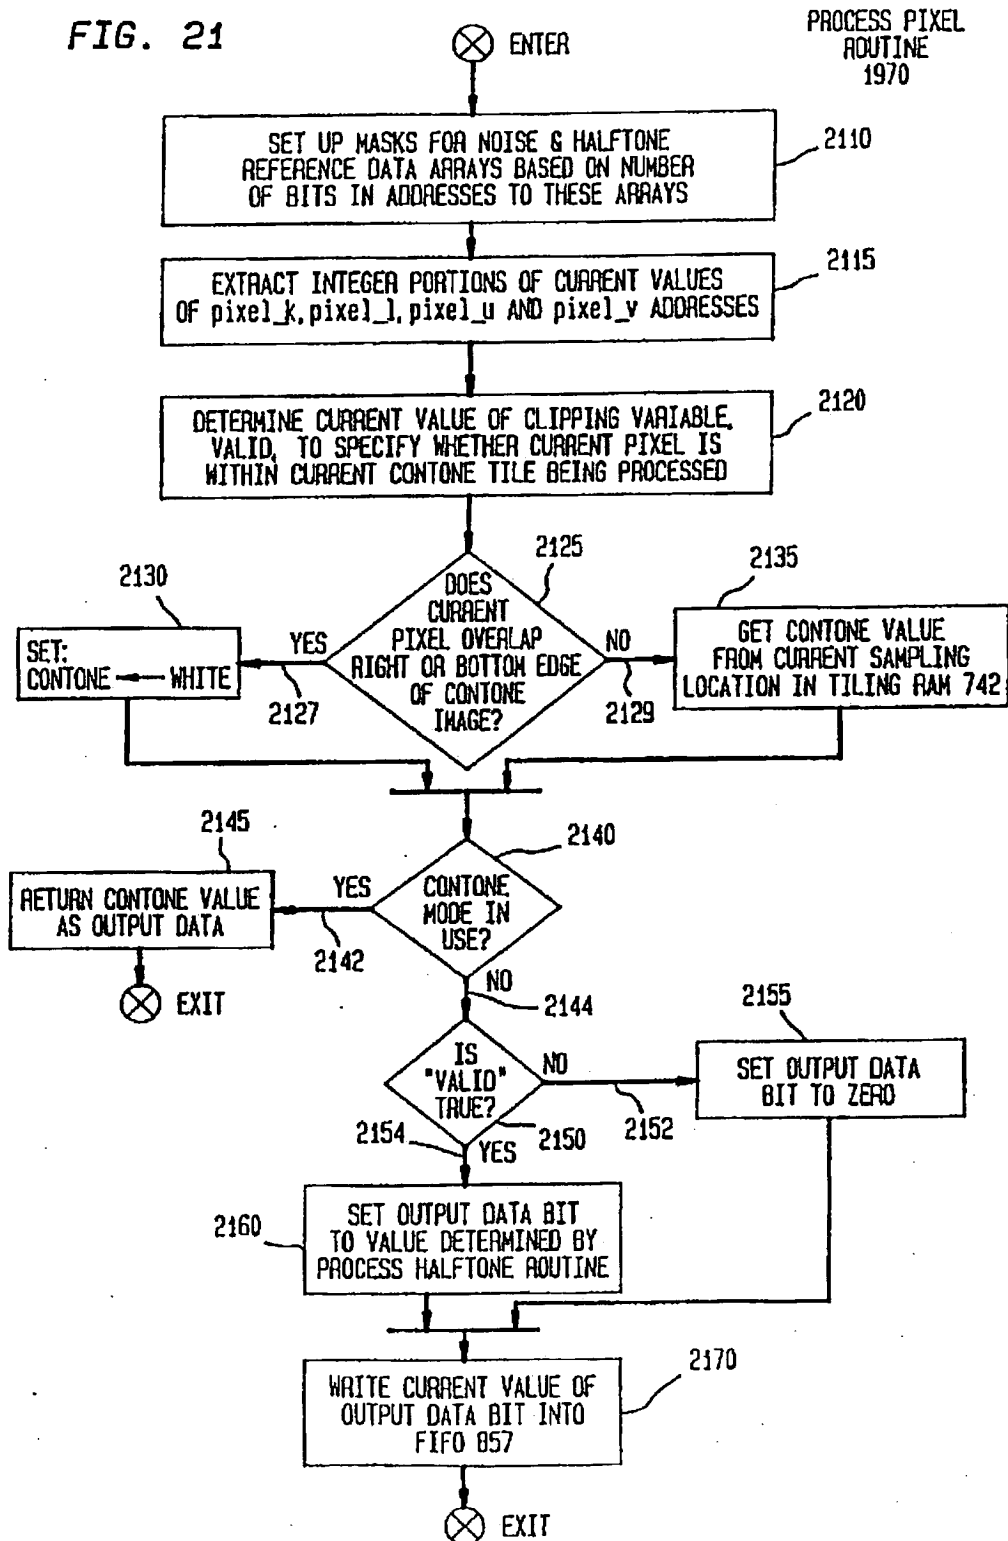 FIG. 21
ENTER
PROCESS PIXEL
ROUTINE
1970
SET UP MASKS FOR NOISE & HALFTONE
REFERENCE DATA ARRAYS BASED ON NUMBER
OF BITS IN ADDRESSES TO THESE ARRAYS
2110
EXTRACT INTEGER PORTIONS OF CURRENT VALUES
OF pixel_k, pixel_l, pixel_u AND pixel_v ADDRESSES
2115
DETERMINE CURRENT VALUE OF CLIPPING VARIABLE,
VALID, TO SPECIFY WHETHER CURRENT PIXEL IS
WITHIN CURRENT CONTONE TILE BEING PROCESSED
2120
DOES
CURRENT
PIXEL OVERLAP
RIGHT OR BOTTOM EDGE
OF CONTONE
IMAGE?
2125
YES
2127
2130
SET:
CONTONE ← WHITE
NO
2129
2135
GET CONTONE VALUE
FROM CURRENT SAMPLING
LOCATION IN TILING RAM 742
CONTONE
MODE IN
USE?
2140
YES
2142
2145
RETURN CONTONE VALUE
AS OUTPUT DATA
EXIT
NO
2144
IS
"VALID"
TRUE?
2150
NO
2152
2155
SET OUTPUT DATA
BIT TO ZERO
2154
YES
2160
SET OUTPUT DATA BIT
TO VALUE DETERMINED BY
PROCESS HALFTONE ROUTINE
2170
WRITE CURRENT VALUE OF
OUTPUT DATA BIT INTO
FIFO 857
EXIT